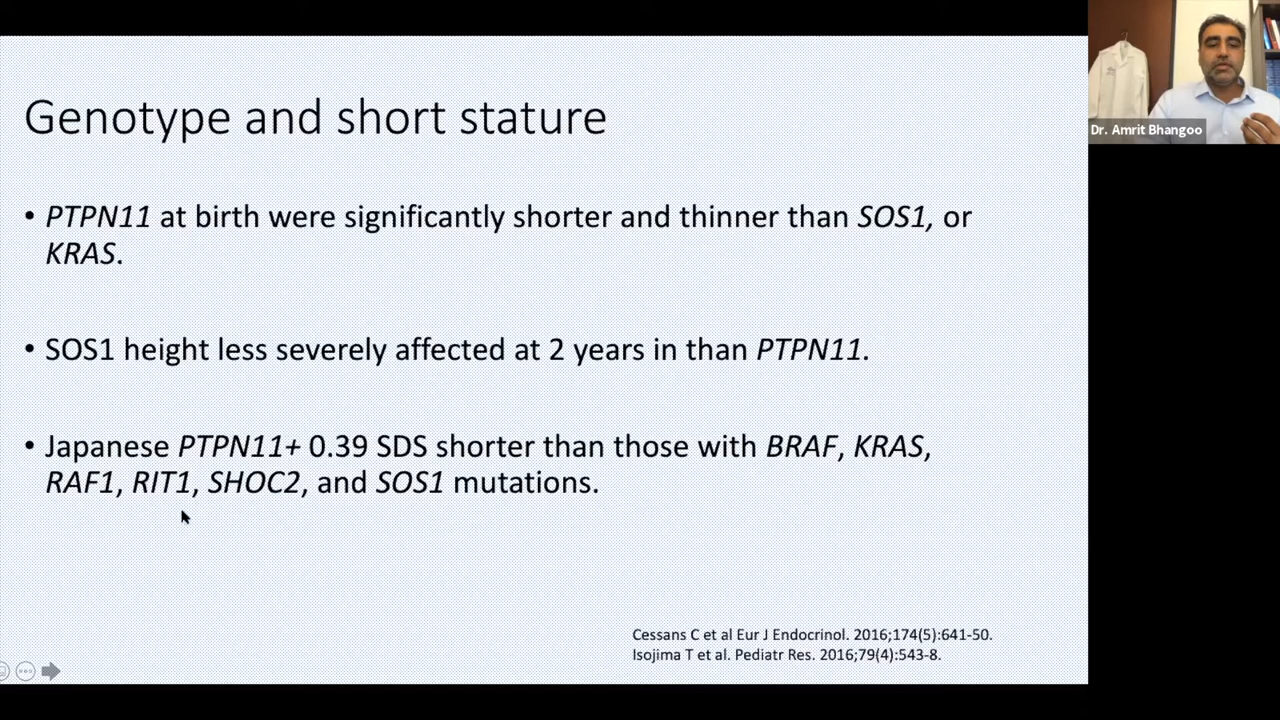 Genotype and short stature
• PTPN11 at birth were significantly shorter and thinner than SOS1, or
KRAS.
• SOS1 height less severely affected at 2 years in than PTPN11.
• Japanese PTPN11+ 0.39 SDS shorter than those with BRAF, KRAS,
RAF1, RIT1, SHOC2, and SOS1 mutations.
Cessans C et al Eur J Endocrinol. 2016;174(5):641-50.
Isojima T et al. Pediatr Res. 2016;79(4):543-8.
Dr. Amrit Bhangoo